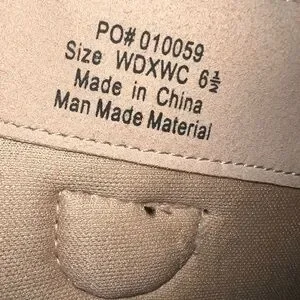 PO# 010059
Size WDXWC 6½
Made in China
Man Made Material